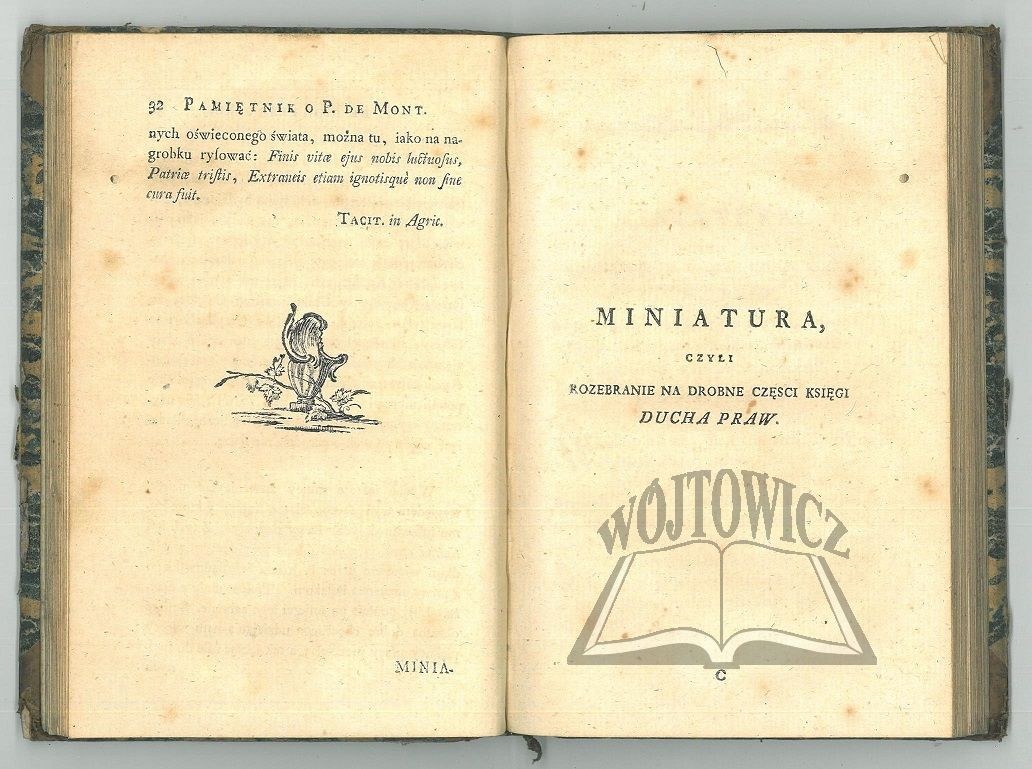 32 PAMIĘTNIK O P. DE MONT.
nych oświeconego świata, można tu, iako na na-
grobku ryſować: Finis vitæ ejus nobis luctuoſus,
Patriæ triſtis, Extraneis etiam ignotisquè non ſine
cura fuit.
TACIT. in Agric.
MINIA-
MINIATURA,
CZYLI
ROZEBRANIE NA DROBNE CZĘSCI KSIĘGI
DUCHA PRAW.
WÓJTOWICZ
C